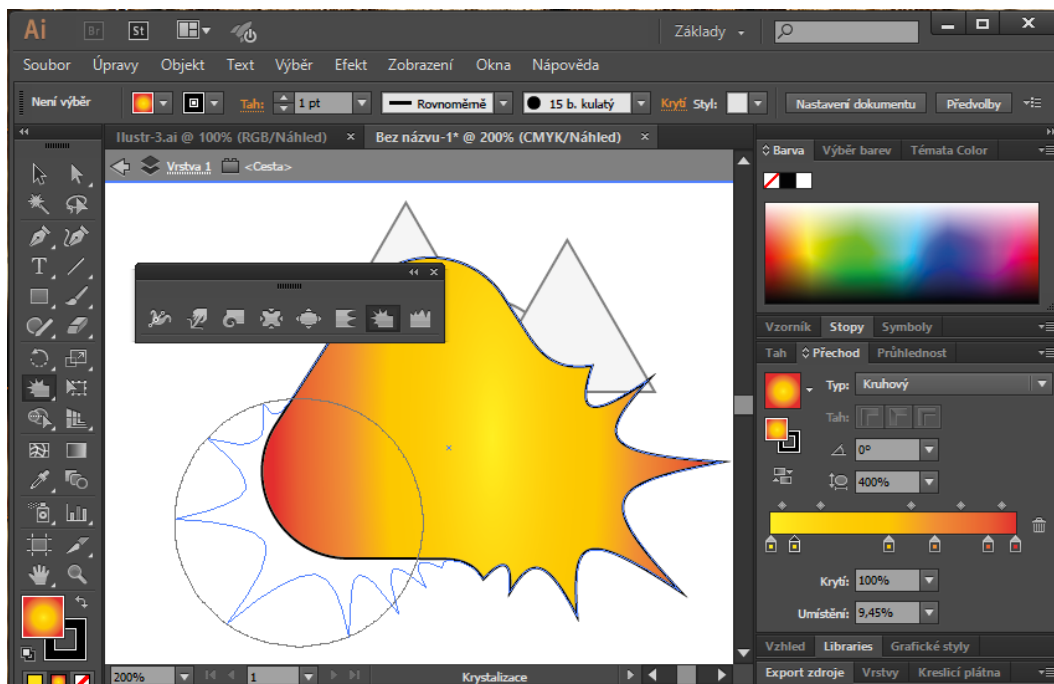 Ai Br St Základy
Soubor Úpravy Objekt Text Výběr Efekt Zobrazení Okna Nápověda
Není výběr Tah: 1 pt Rovnoměrně 15 b. kulatý Krytí Styl: Nastavení dokumentu Předvolby
Ilustr-3.ai @ 100% (RGB/Náhled) × Bez názvu-1* @ 200% (CMYK/Náhled) ×
Vrstva 1 <Cesta>
Barva Výběr barev Témata Color
Vzorník Stopy Symboly
Tah Přechod Průhlednost
Typ: Kruhový
Tah:
0°
400%
Krytí: 100%
Umístění: 9,45%
Vzhled Libraries Grafické styly
Export zdroje Vrstvy Kreslicí plátna
200% 1 Krystalizace